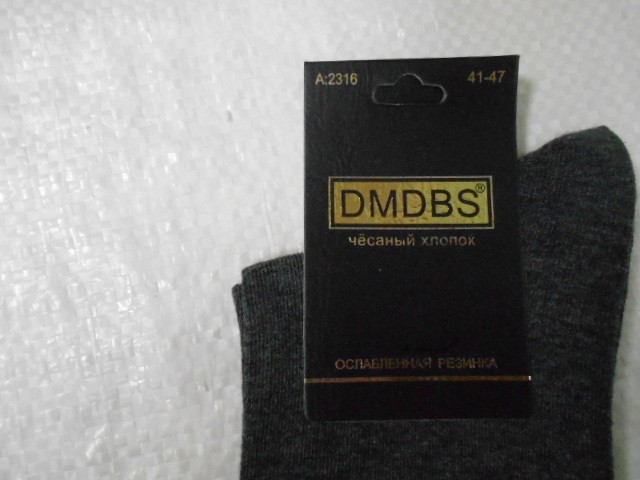 A:2316 41-47
DMDBS®
чёсаный хлопок
ОСЛАБЛЕННАЯ РЕЗИНКА